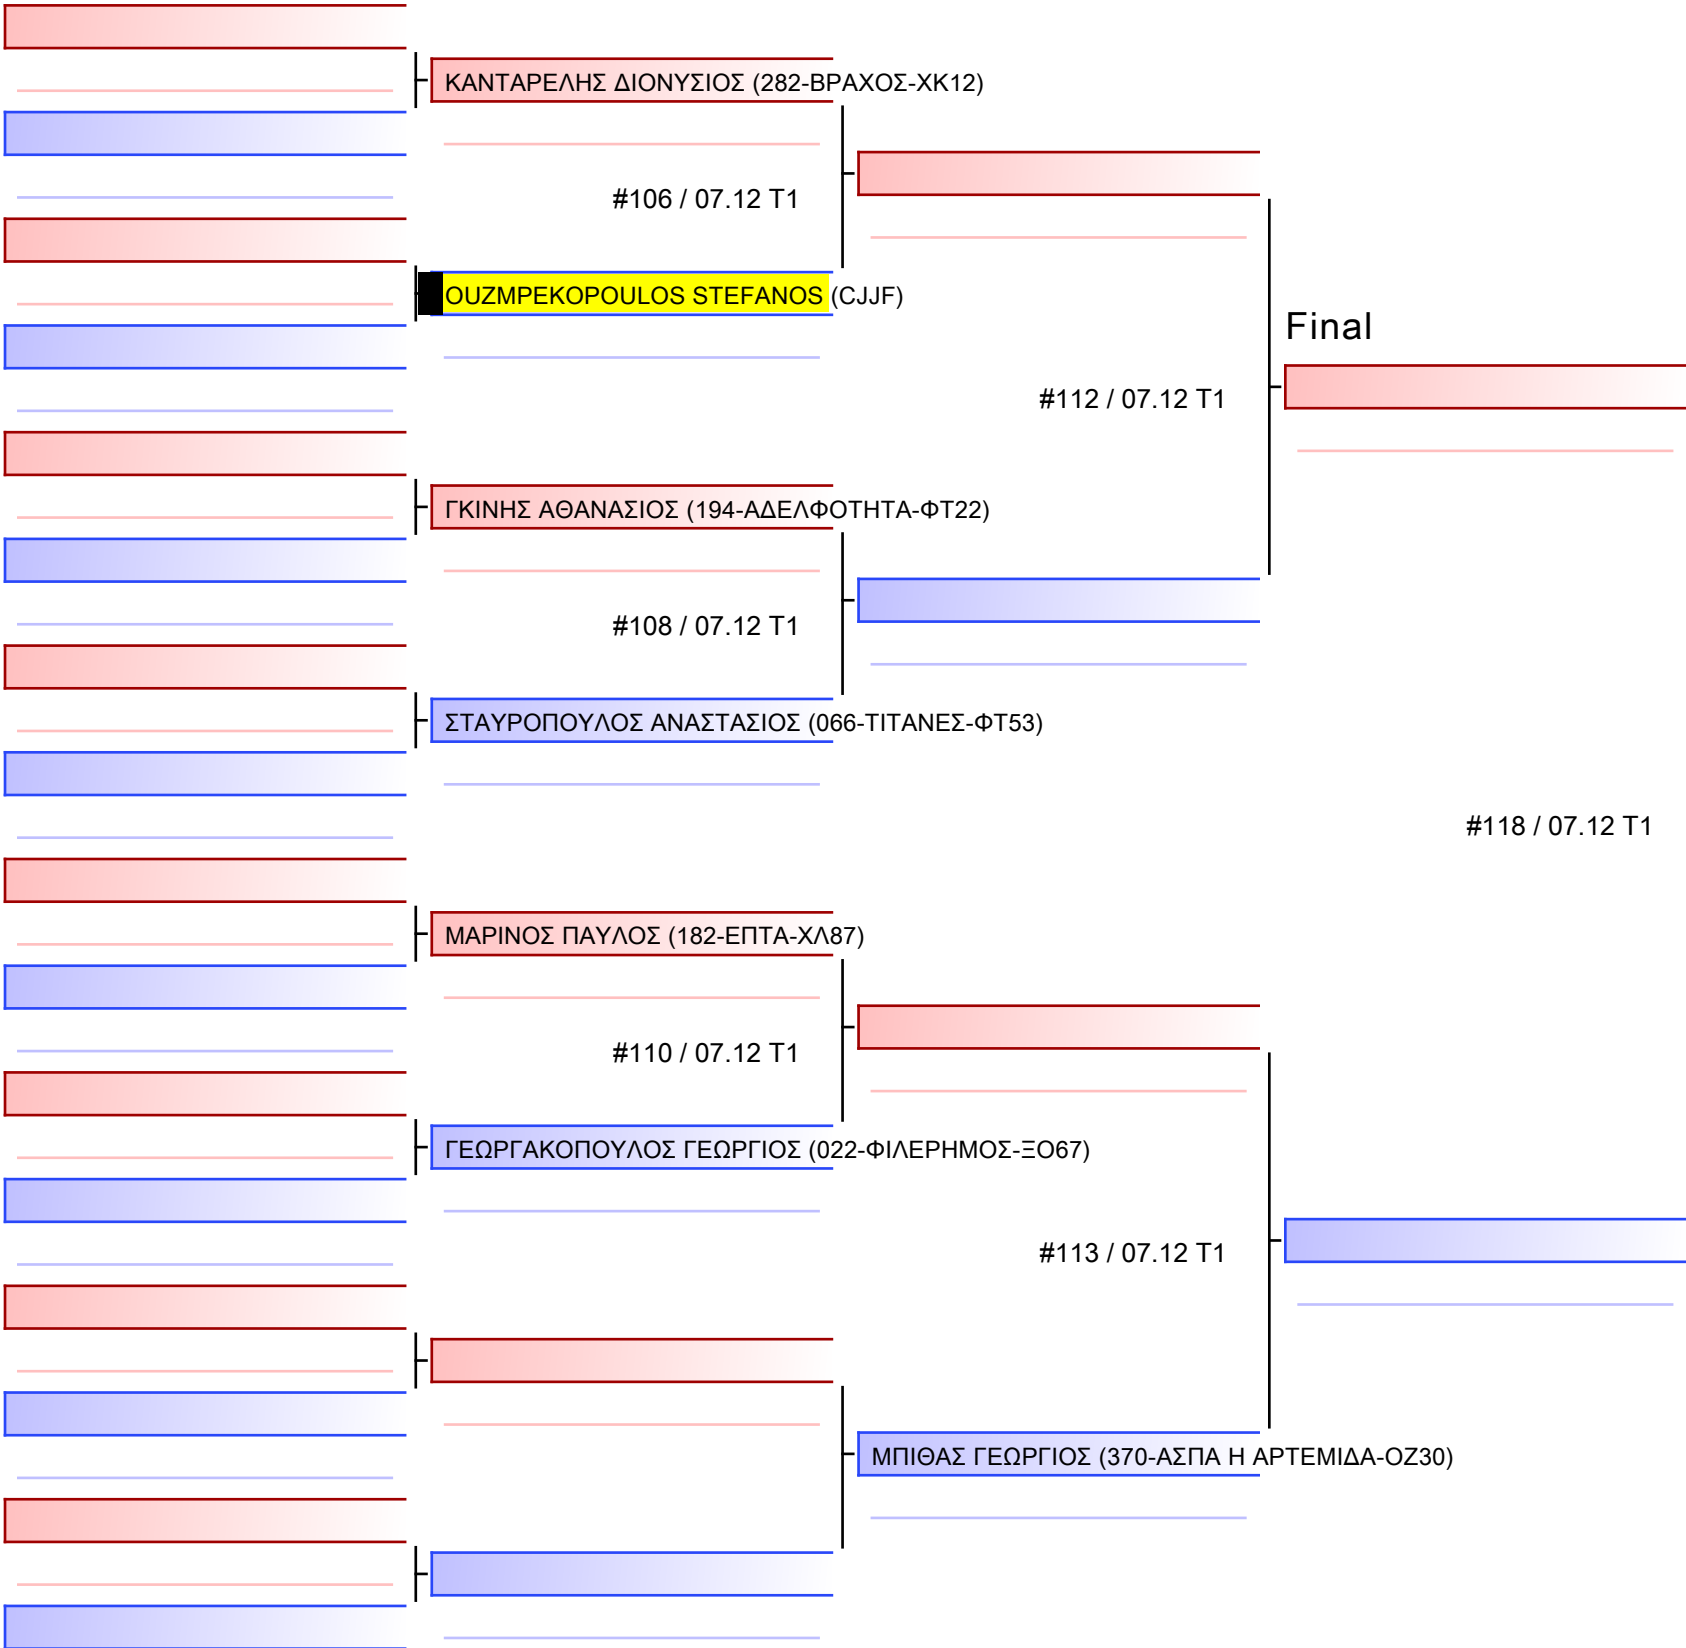 ΚΑΝΤΑΡΕΛΗΣ ΔΙΟΝΥΣΙΟΣ (282-ΒΡΑΧΟΣ-ΧΚ12)
#106 / 07.12 T1
OUZMPEKOPOULOS STEFANOS (CJJF)
Final
#112 / 07.12 T1
ΓΚΙΝΗΣ ΑΘΑΝΑΣΙΟΣ (194-ΑΔΕΛΦΟΤΗΤΑ-ΦΤ22)
#108 / 07.12 T1
ΣΤΑΥΡΟΠΟΥΛΟΣ ΑΝΑΣΤΑΣΙΟΣ (066-ΤΙΤΑΝΕΣ-ΦΤ53)
#118 / 07.12 T1
ΜΑΡΙΝΟΣ ΠΑΥΛΟΣ (182-ΕΠΤΑ-ΧΛ87)
#110 / 07.12 T1
ΓΕΩΡΓΑΚΟΠΟΥΛΟΣ ΓΕΩΡΓΙΟΣ (022-ΦΙΛΕΡΗΜΟΣ-ΞΟ67)
#113 / 07.12 T1
ΜΠΙΘΑΣ ΓΕΩΡΓΙΟΣ (370-ΑΣΠΑ Η ΑΡΤΕΜΙΔΑ-ΟΖ30)